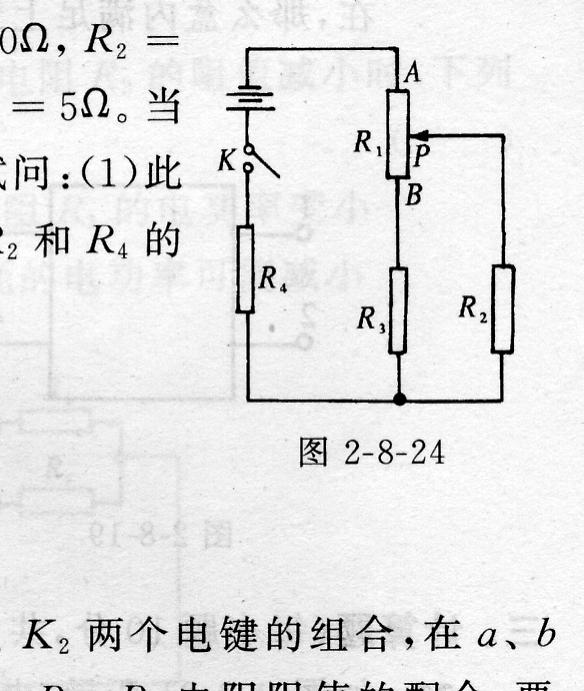 0Ω, R₂ =
= 5Ω。当
试问:(1)此
R₂ 和 R₄ 的
A
R₁
P
K
B
R₄
R₃
R₂
图 2-8-24
K₂ 两个电键的组合,在 a、b